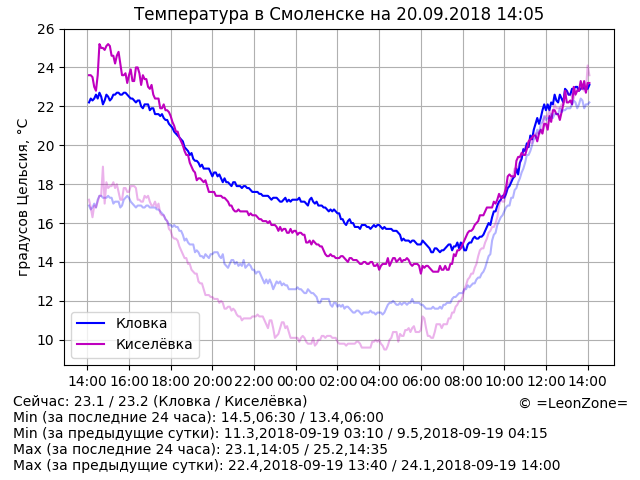 Температура в Смоленске на 20.09.2018 14:05
градусов Цельсия, °C
26
24
22
20
18
16
14
12
10
Кловка
Киселёвка
14:00 16:00 18:00 20:00 22:00 00:00 02:00 04:00 06:00 08:00 10:00 12:00 14:00
Сейчас: 23.1 / 23.2 (Кловка / Киселёвка)
© =LeonZone=
Min (за последние 24 часа): 14.5,06:30 / 13.4,06:00
Min (за предыдущие сутки): 11.3,2018-09-19 03:10 / 9.5,2018-09-19 04:15
Max (за последние 24 часа): 23.1,14:05 / 25.2,14:35
Max (за предыдущие сутки): 22.4,2018-09-19 13:40 / 24.1,2018-09-19 14:00